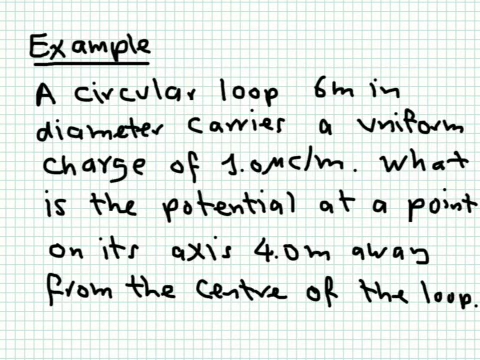 Example
A circular loop 6m in
diameter carries a uniform
charge of 1.0μc/m. What
is the potential at a point
on its axis 4.0m away
from the centre of the loop.